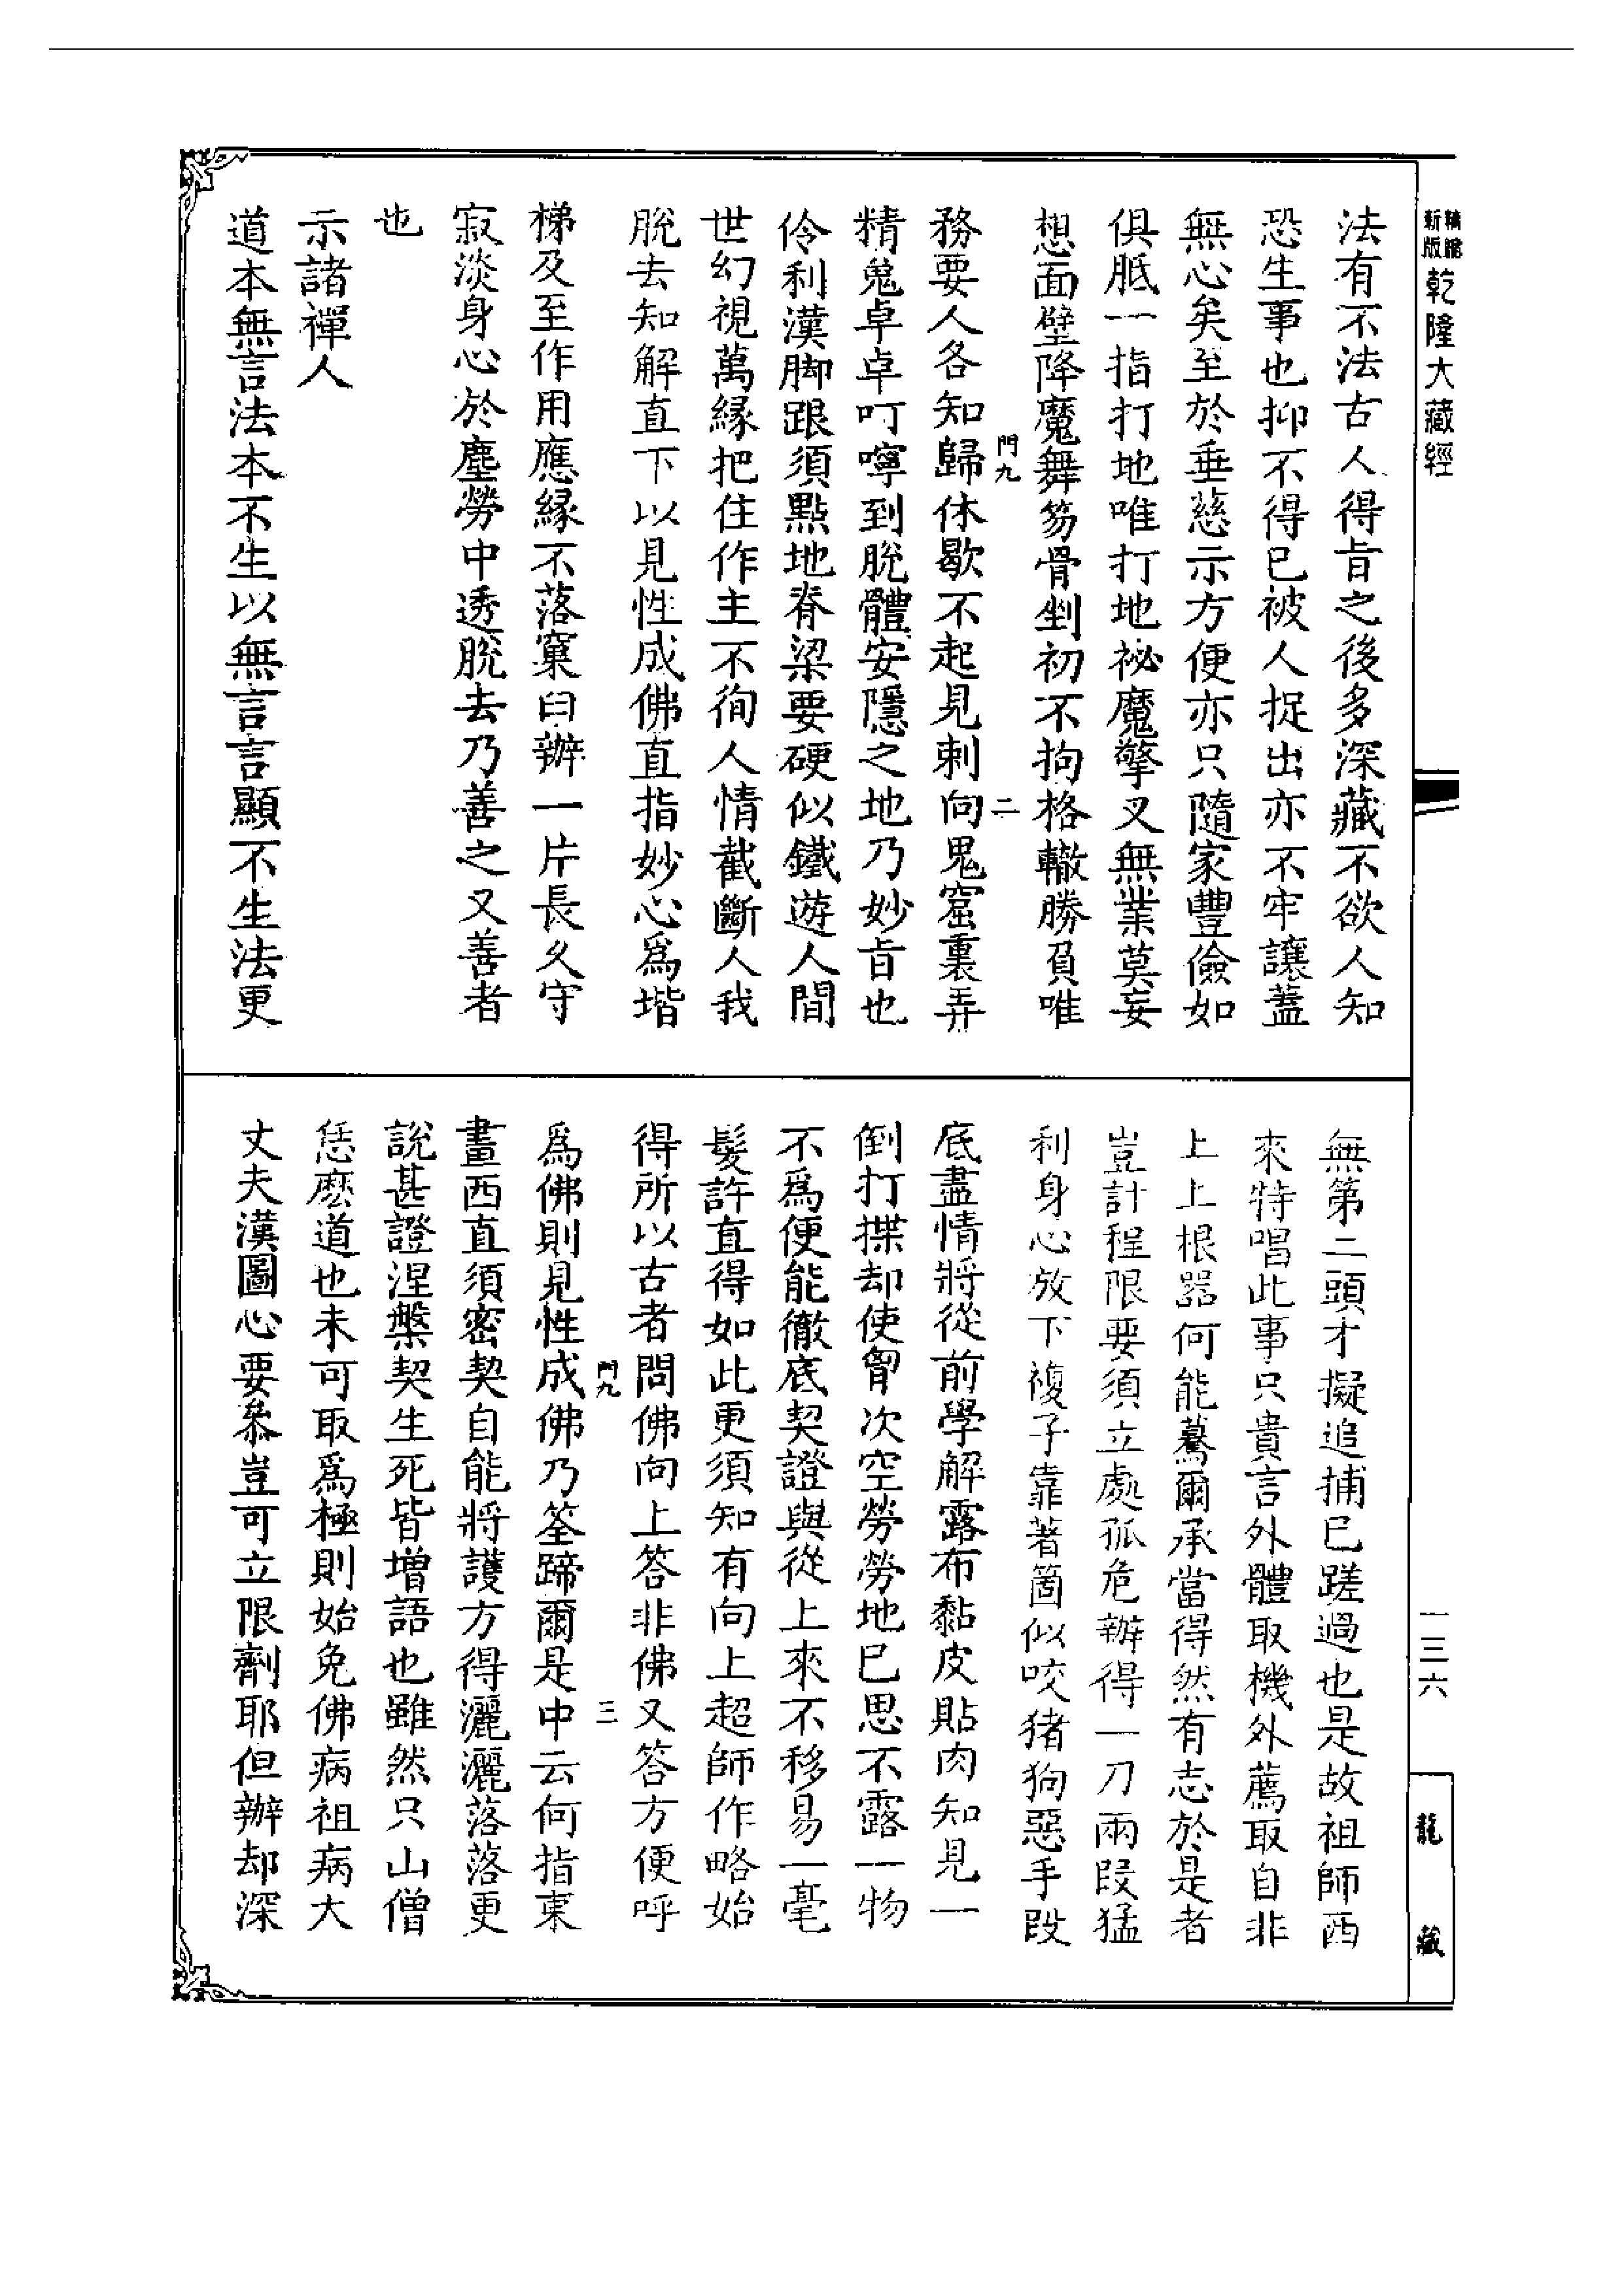 新版
精縮
乾隆大藏經
法有不法古人得旨之後多深藏不欲人知
恐生事也抑不得已被人捉出亦不牢讓蓋
無心矣至於垂慈示方便亦只隨家豐儉如
俱胝一指打地唯打地祕魔擎叉無業莫妄
想面壁降魔舞笏骨剉初不拘格轍勝負唯
門九
二
務要人各知歸休歇不起見刺向鬼窟裏弄
精䰟卓卓叮嚀到脫體安隱之地乃妙旨也
伶利漢脚跟須點地脊梁要硬似鐵遊人間
世幻視萬緣把住作主不徇人情截斷人我
脫去知解直下以見性成佛直指妙心爲堦
梯及至作用應緣不落窠臼辦一片長久守
寂淡身心於塵勞中透脫去乃善之又善者
也
示諸禪人
道本無言法本不生以無言言顯不生法更
無第二頭才擬追捕已蹉過也是故祖師西
來特唱此事只貴言外體取機外薦取自非
上上根器何能驀爾承當得然有志於是者
豈計程限要須立處孤危辦得一刀兩段猛
利身心放下複子靠著箇似咬猪狗惡手段
底盡情將從前學解露布黏皮貼肉知見一
倒打揲却使胷次空勞勞地已思不露一物
不爲便能徹底契證與從上來不移易一毫
髮許直得如此更須知有向上超師作略始
得所以古者問佛向上答非佛又答方便呼
門九
三
爲佛則見性成佛乃筌蹄爾是中云何指東
畫西直須密契自能將護方得灑灑落落更
說甚證涅槃契生死皆增語也雖然只山僧
恁麽道也未可取爲極則始免佛病祖病大
丈夫漢圖心要叅豈可立限劑耶但辦却深
一三六
龍藏